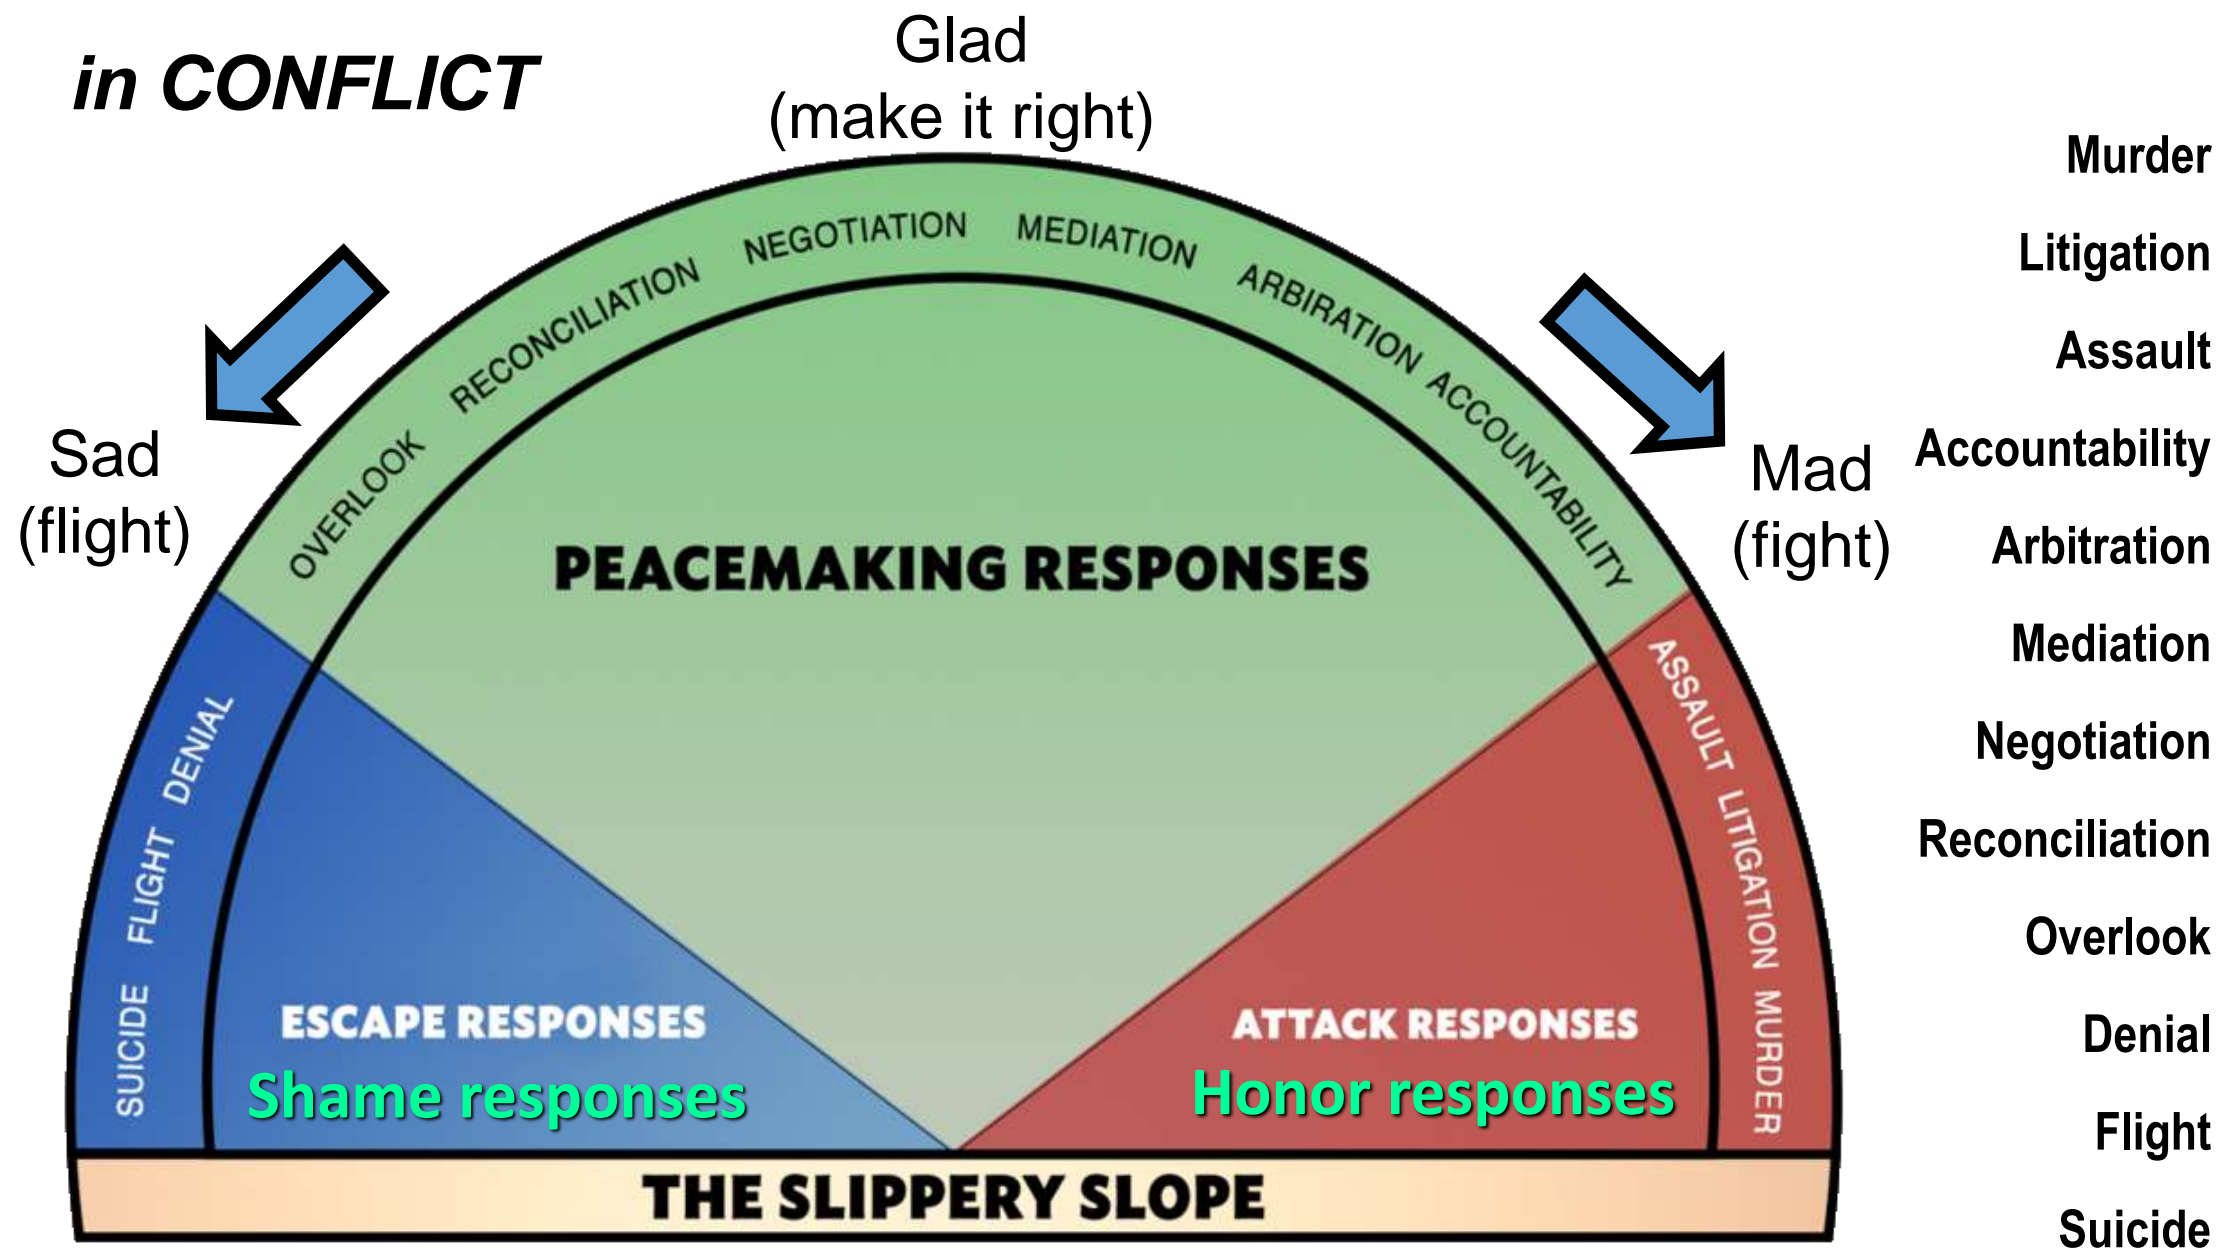 in CONFLICT
Glad
(make it right)
Sad
(flight)
Mad
(fight)
OVERLOOK
RECONCILIATION
NEGOTIATION
MEDIATION
ARBIRATION
ACCOUNTABILITY
PEACEMAKING RESPONSES
SUICIDE FLIGHT DENIAL
ASSAULT LITIGATION MURDER
ESCAPE RESPONSES
Shame responses
ATTACK RESPONSES
Honor responses
THE SLIPPERY SLOPE
Murder
Litigation
Assault
Accountability
Arbitration
Mediation
Negotiation
Reconciliation
Overlook
Denial
Flight
Suicide